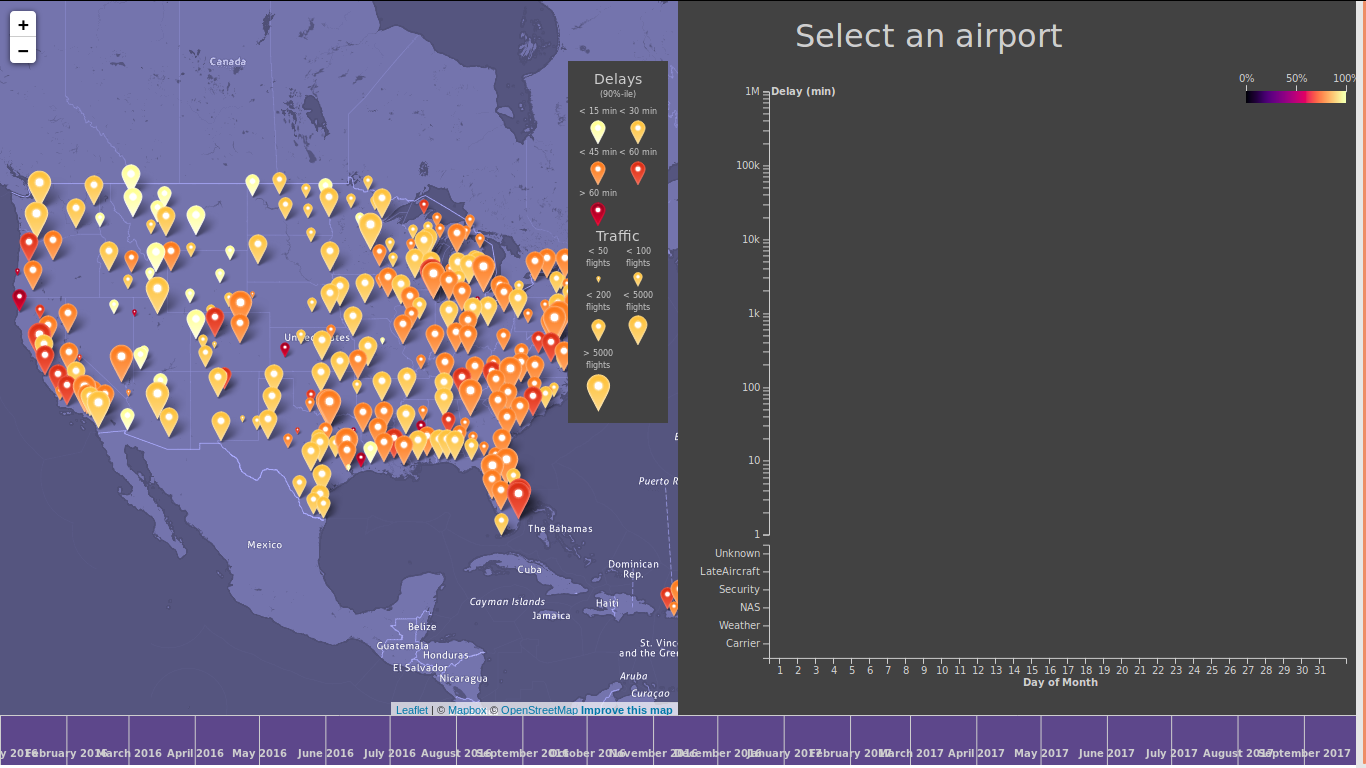 +
−
Canada
United States
Mexico
The Bahamas
Cuba
Dominican
Rep.
Puerto R
Cayman Islands
Haiti
Jamaica
Belize
Guatemala
Honduras
El Salvador
Nicaragua
St. Vinc
and the Gre
Aruba
Curaçao
Delays
(90%-ile)
< 15 min < 30 min
< 45 min < 60 min
> 60 min
Traffic
< 50 flights
< 100 flights
< 200 flights
< 5000 flights
> 5000 flights
Leaflet | © Mapbox © OpenStreetMap Improve this map
Select an airport
0% 50% 100%
Delay (min)
1M
100k
10k
1k
100
10
1
Unknown
LateAircraft
Security
NAS
Weather
Carrier
1 2 3 4 5 6 7 8 9 10 11 12 13 14 15 16 17 18 19 20 21 22 23 24 25 26 27 28 29 30 31
Day of Month
y 2016 February 2016 March 2016 April 2016 May 2016 June 2016 July 2016 August 2016 September 2016 October 2016 November 2016 December 2016 January 2017 February 2017 March 2017 April 2017 May 2017 June 2017 July 2017 August 2017 September 2017